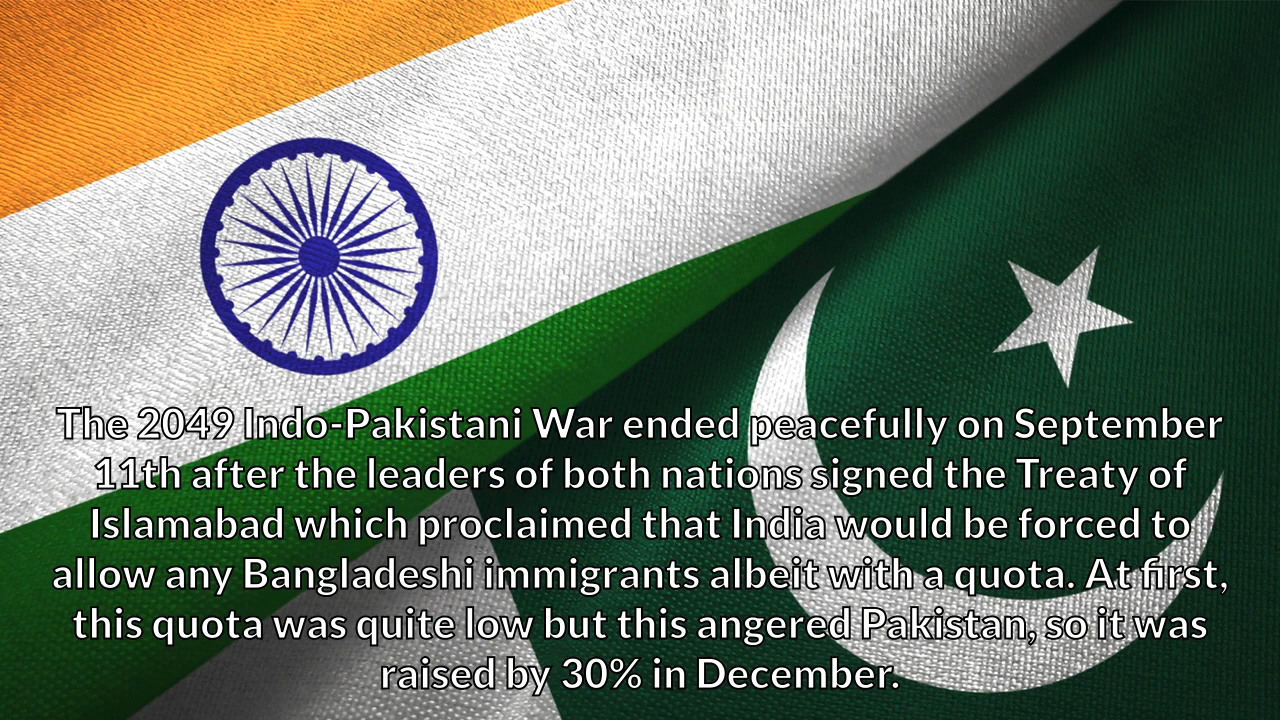 The 2049 Indo-Pakistani War ended peacefully on September
11th after the leaders of both nations signed the Treaty of
Islamabad which proclaimed that India would be forced to
allow any Bangladeshi immigrants albeit with a quota. At first,
this quota was quite low but this angered Pakistan, so it was
raised by 30% in December.